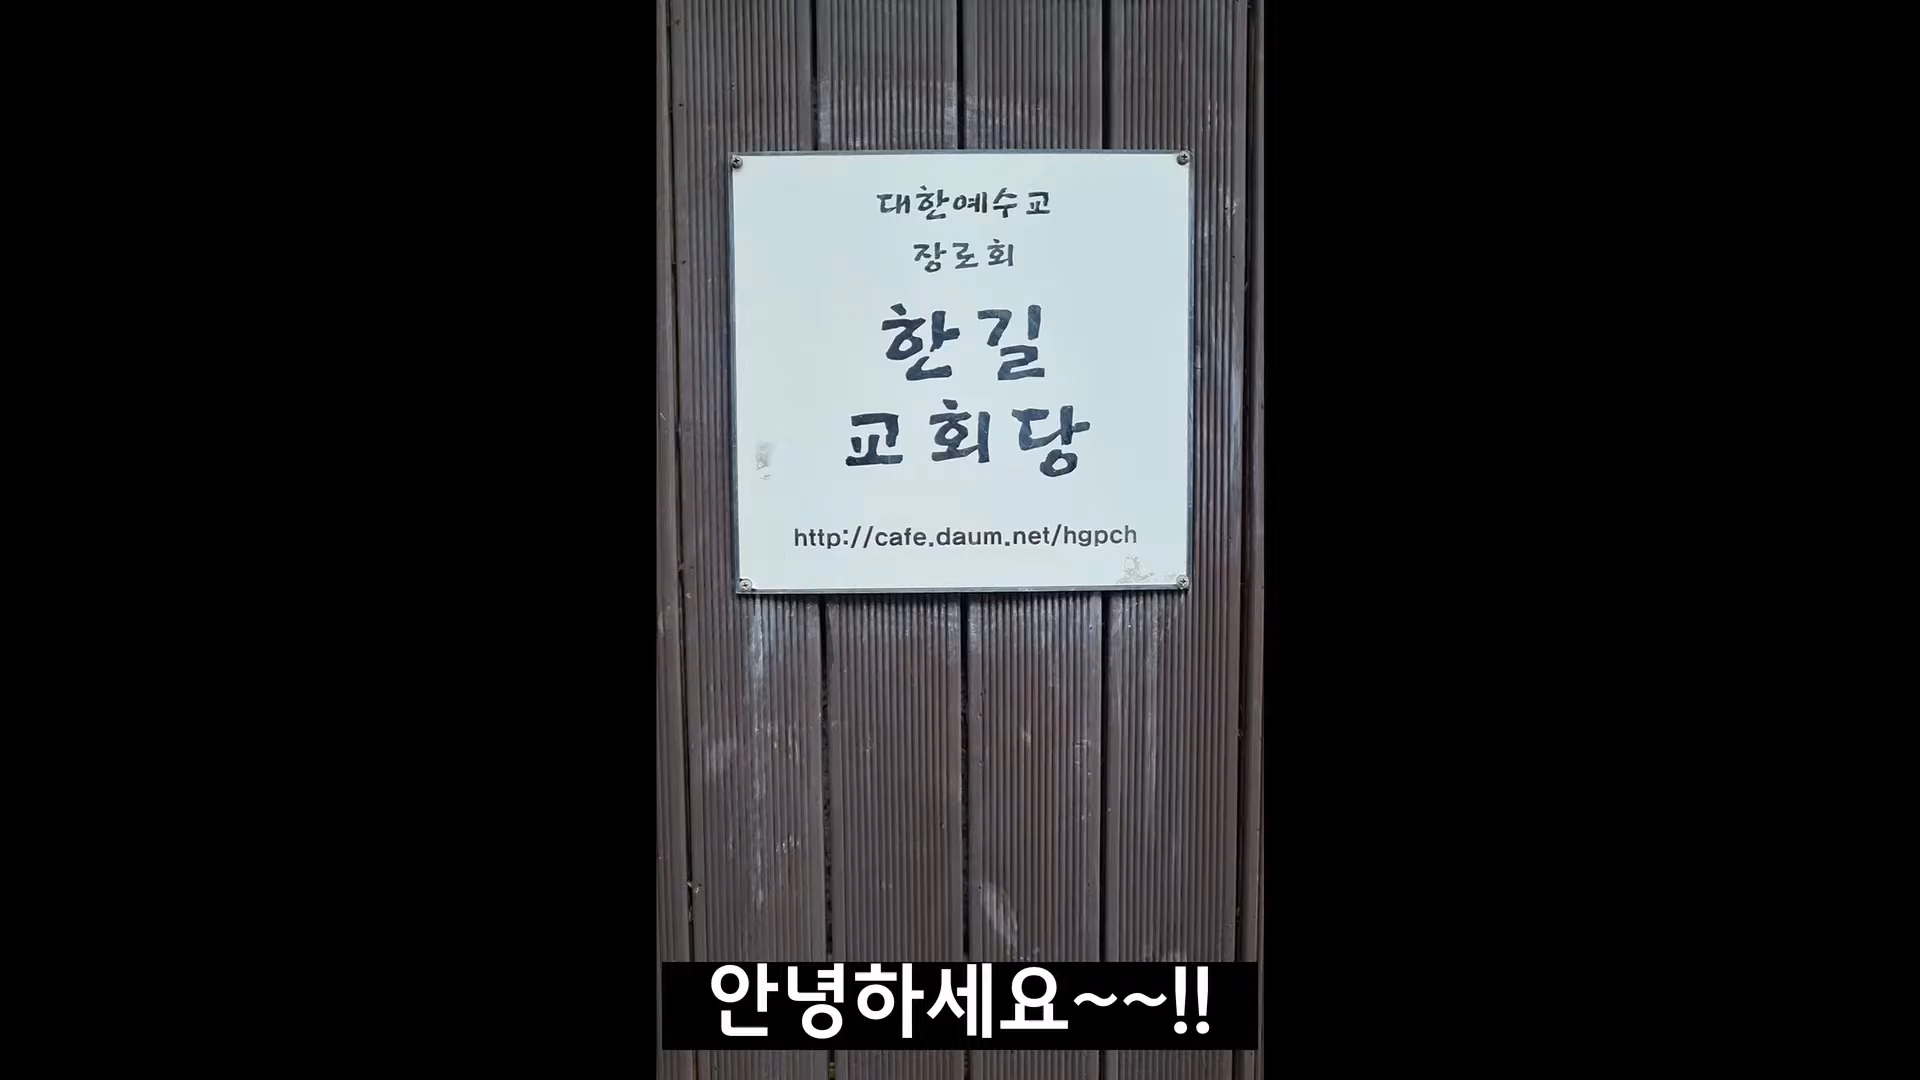 대한예수교
장로회
한길
교회당
http://cafe.daum.net/hgpch
안녕하세요~~!!